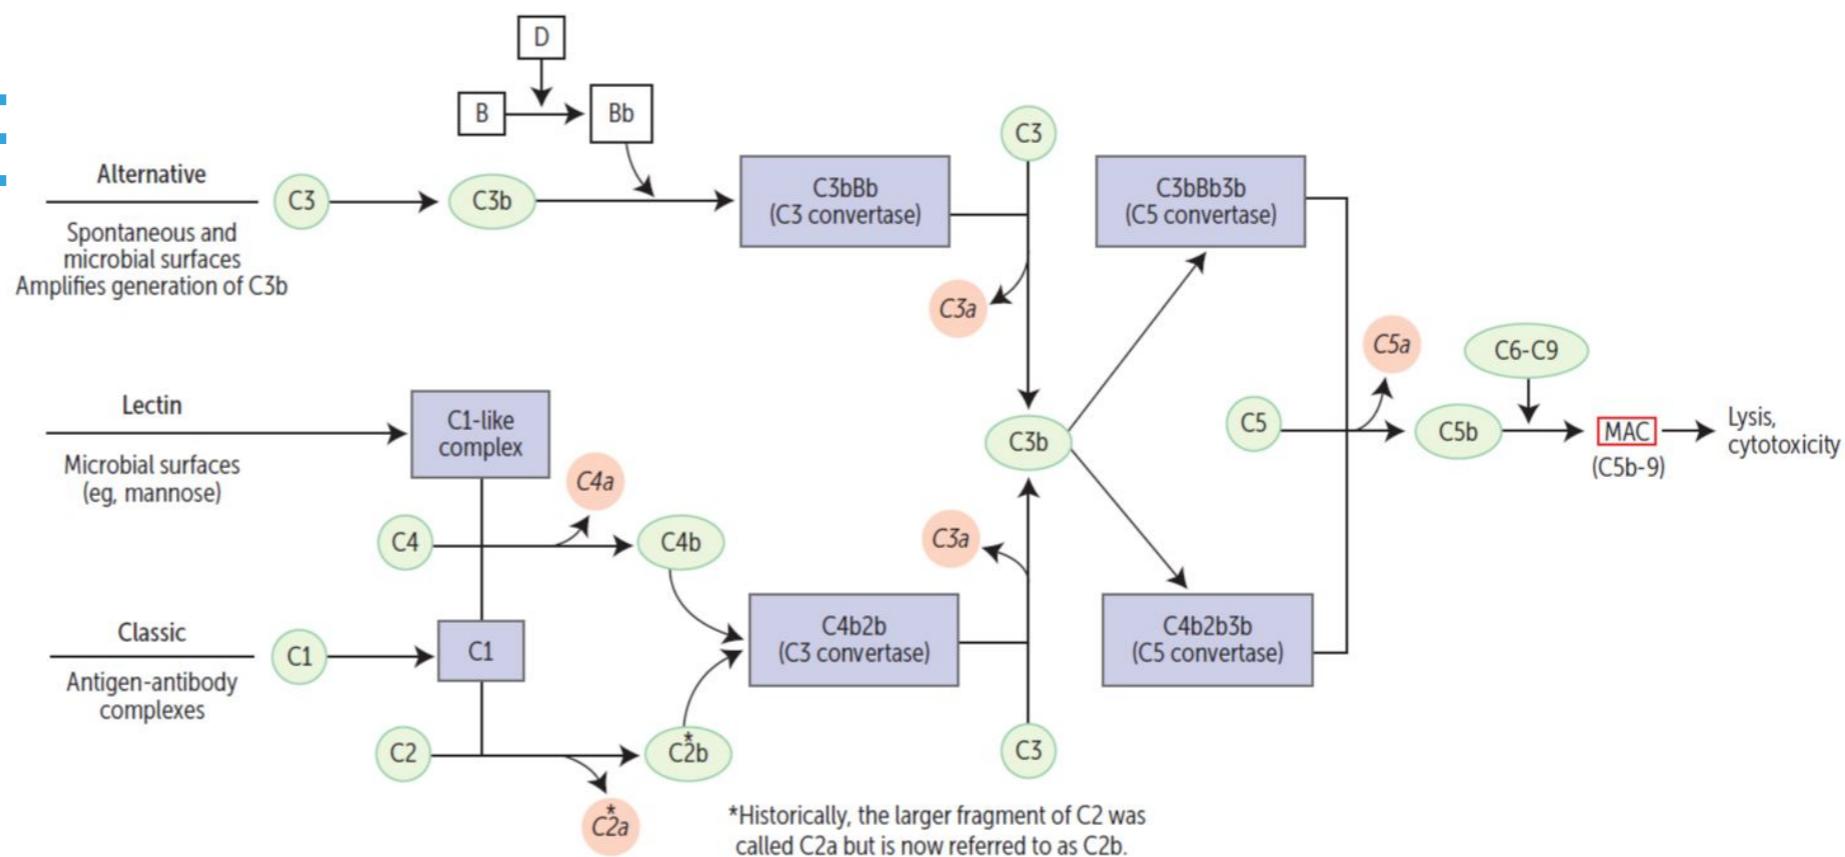 D
B
Bb
Alternative
Spontaneous and
microbial surfaces
Amplifies generation of C3b
C3
C3b
C3bBb
(C3 convertase)
C3
C3a
C3bBb3b
(C5 convertase)
Lectin
Microbial surfaces
(eg, mannose)
C1-like
complex
C4
C4a
C4b
Classic
Antigen-antibody
complexes
C1
C1
C2
C2b
*
C2a
*
C4b2b
(C3 convertase)
C3a
C3
C3b
C4b2b3b
(C5 convertase)
C5
C5a
C5b
C6-C9
MAC
(C5b-9)
Lysis,
cytotoxicity
*Historically, the larger fragment of C2 was
called C2a but is now referred to as C2b.